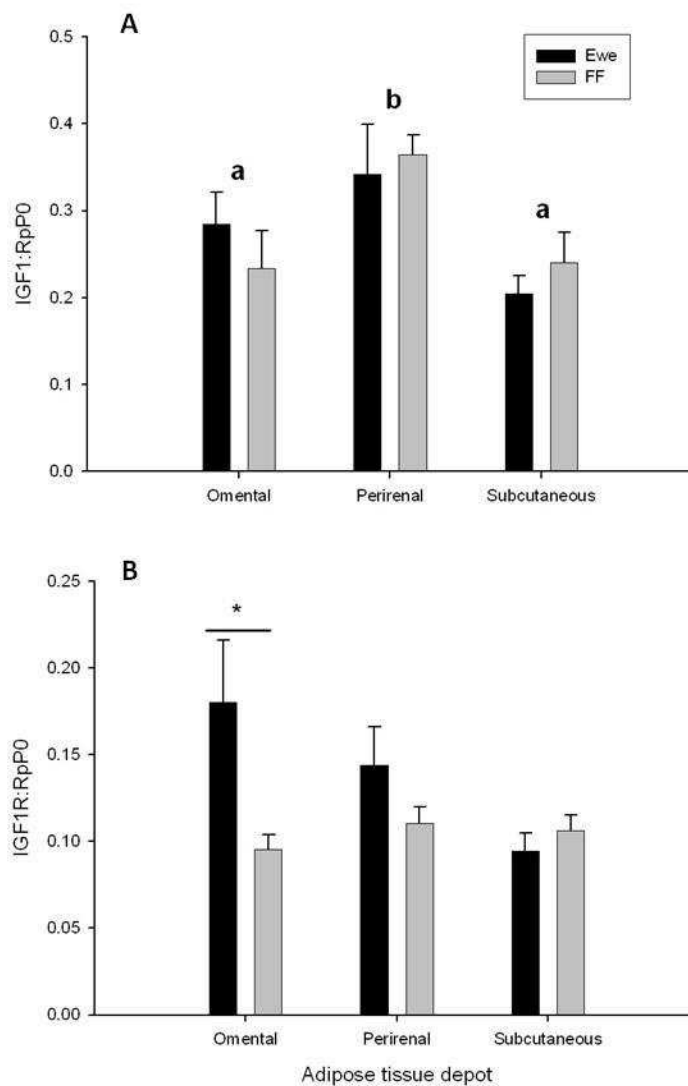 A
0.5
Ewe
FF
0.4
b
a
0.3
a
IGF1:RpP0
0.2
0.1
0.0
Omental Perirenal Subcutaneous
B
0.25
*
0.20
0.15
IGF1R:RpP0
0.10
0.05
0.00
Omental Perirenal Subcutaneous
Adipose tissue depot